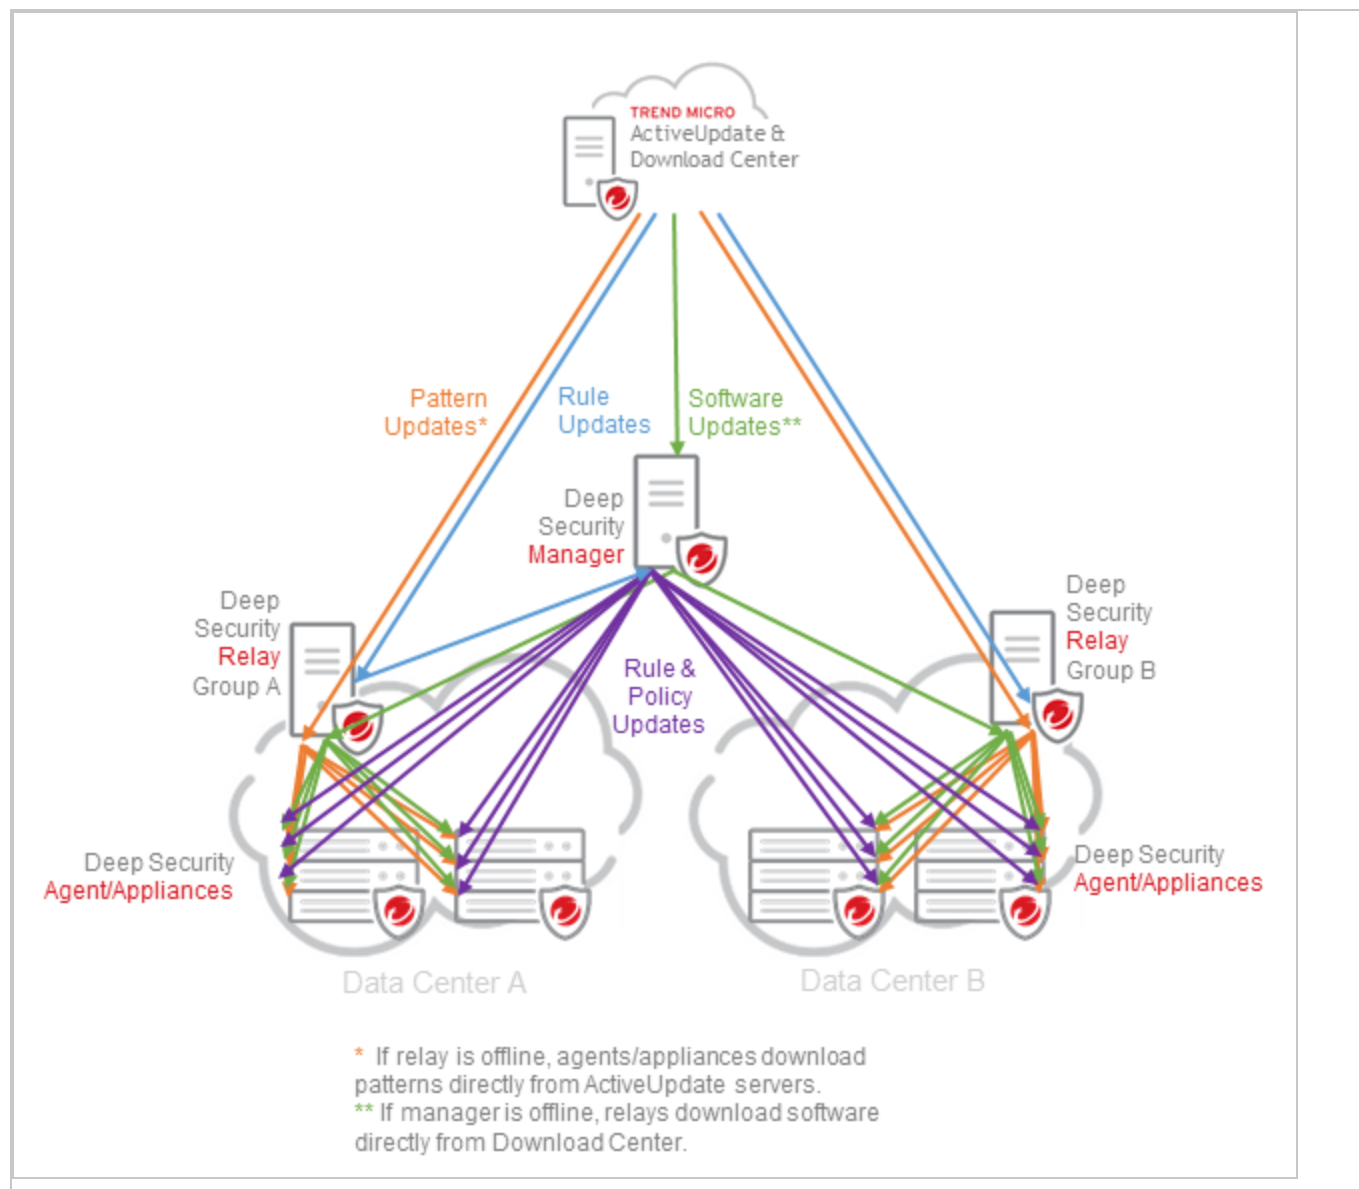 TREND MICRO
ActiveUpdate &
Download Center
Pattern
Updates*
Rule
Updates
Software
Updates**
Deep
Security
Manager
Deep
Security
Relay
Group A
Deep
Security
Relay
Group B
Rule &
Policy
Updates
Deep Security
Agent/Appliances
Deep Security
Agent/Appliances
Data Center A
Data Center B
* If relay is offline, agents/appliances download
patterns directly from ActiveUpdate servers.
** If manager is offline, relays download software
directly from Download Center.